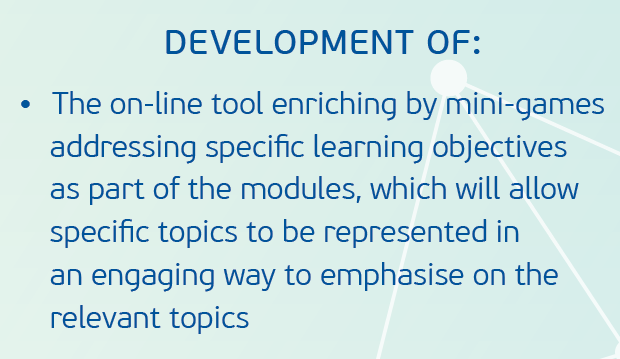 DEVELOPMENT OF:
• The on-line tool enriching by mini-games
addressing specific learning objectives
as part of the modules, which will allow
specific topics to be represented in
an engaging way to emphasise on the
relevant topics